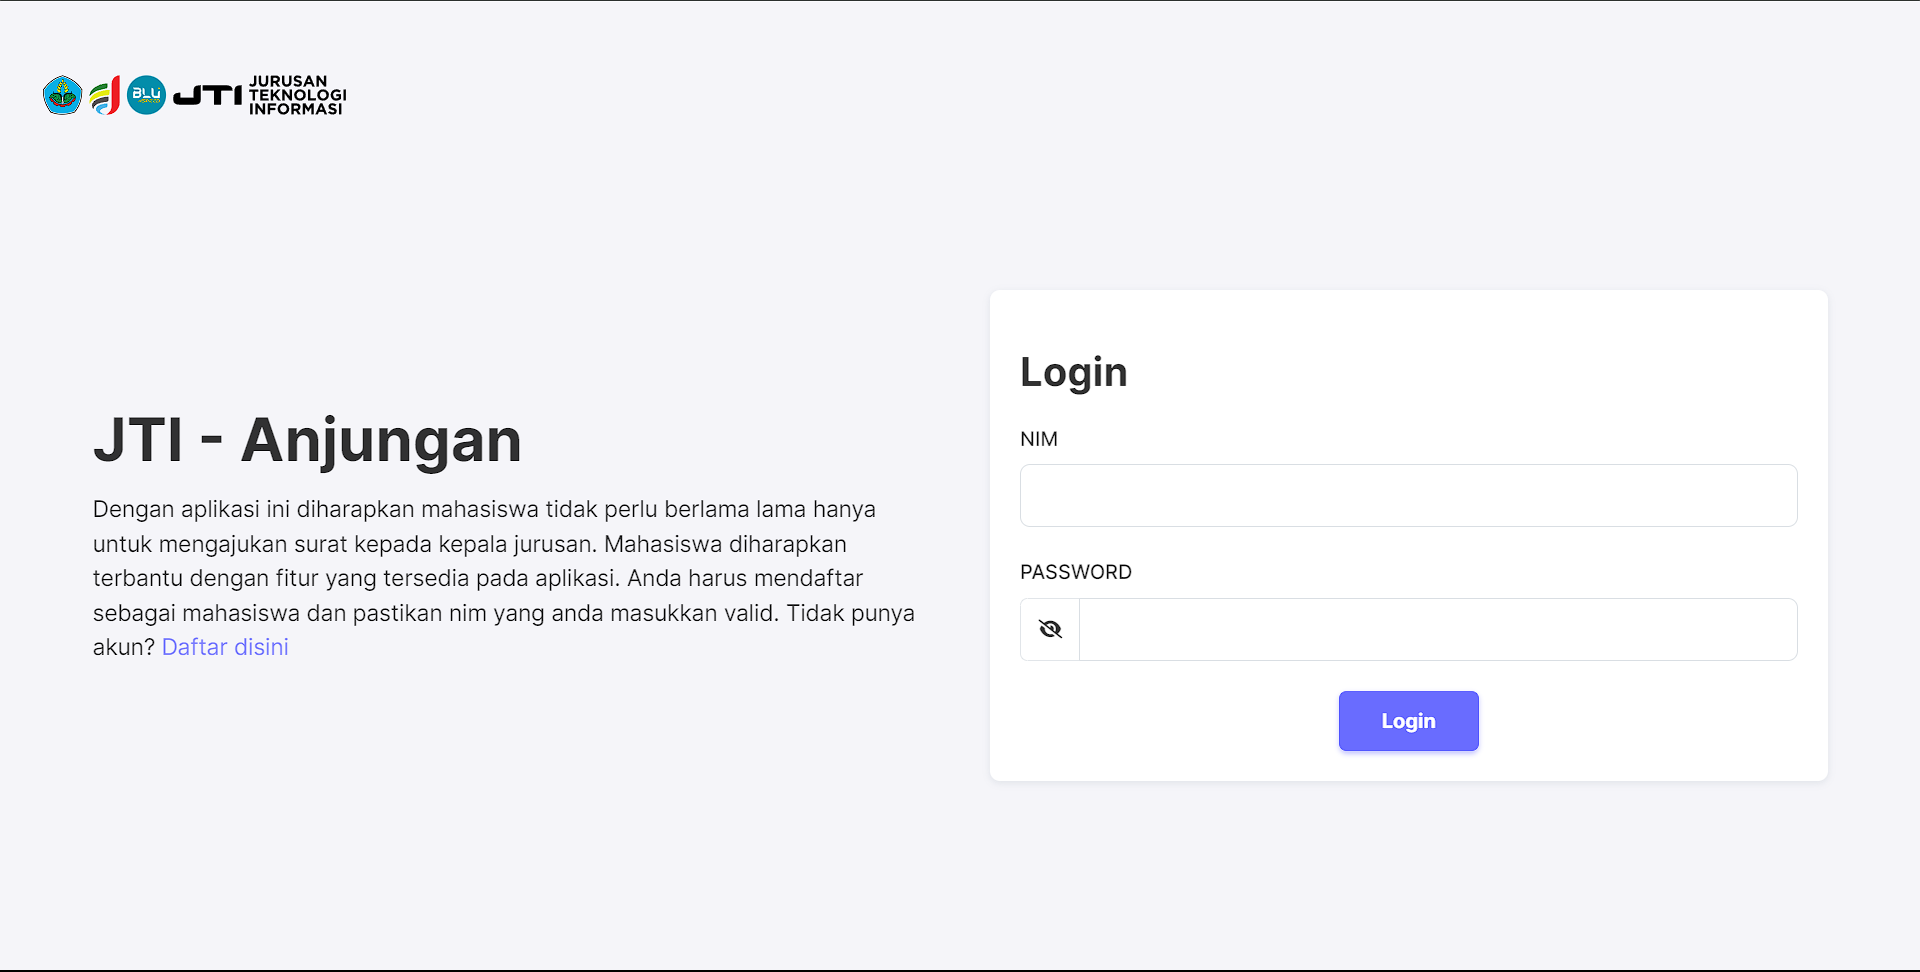 BLU
JTI
JURUSAN
TEKNOLOGI
INFORMASI
JTI - Anjungan
Dengan aplikasi ini diharapkan mahasiswa tidak perlu berlama lama hanya
untuk mengajukan surat kepada kepala jurusan. Mahasiswa diharapkan
terbantu dengan fitur yang tersedia pada aplikasi. Anda harus mendaftar
sebagai mahasiswa dan pastikan nim yang anda masukkan valid. Tidak punya
akun? Daftar disini
Login
NIM
PASSWORD
Login